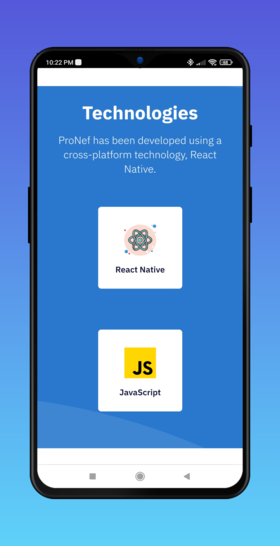 10:22 PM
Technologies
ProNef has been developed using a
cross-platform technology, React
Native.
React Native
JS
JavaScript